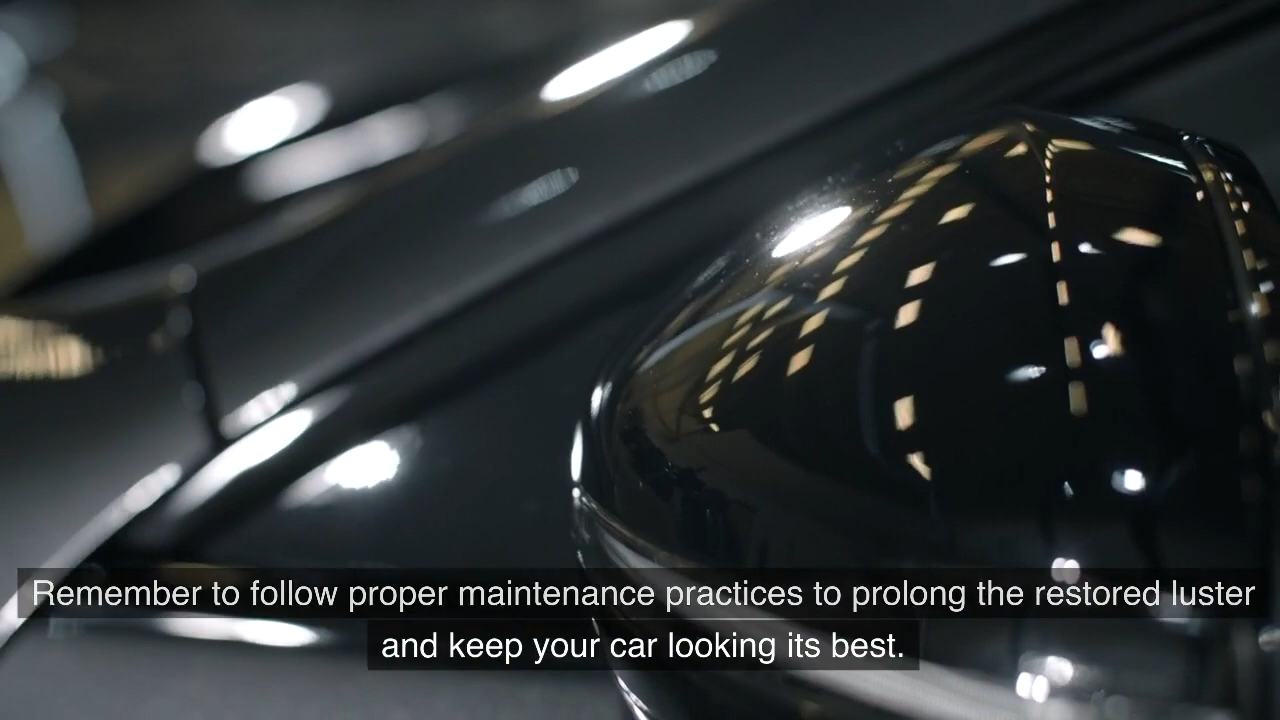 Remember to follow proper maintenance practices to prolong the restored luster
and keep your car looking its best.